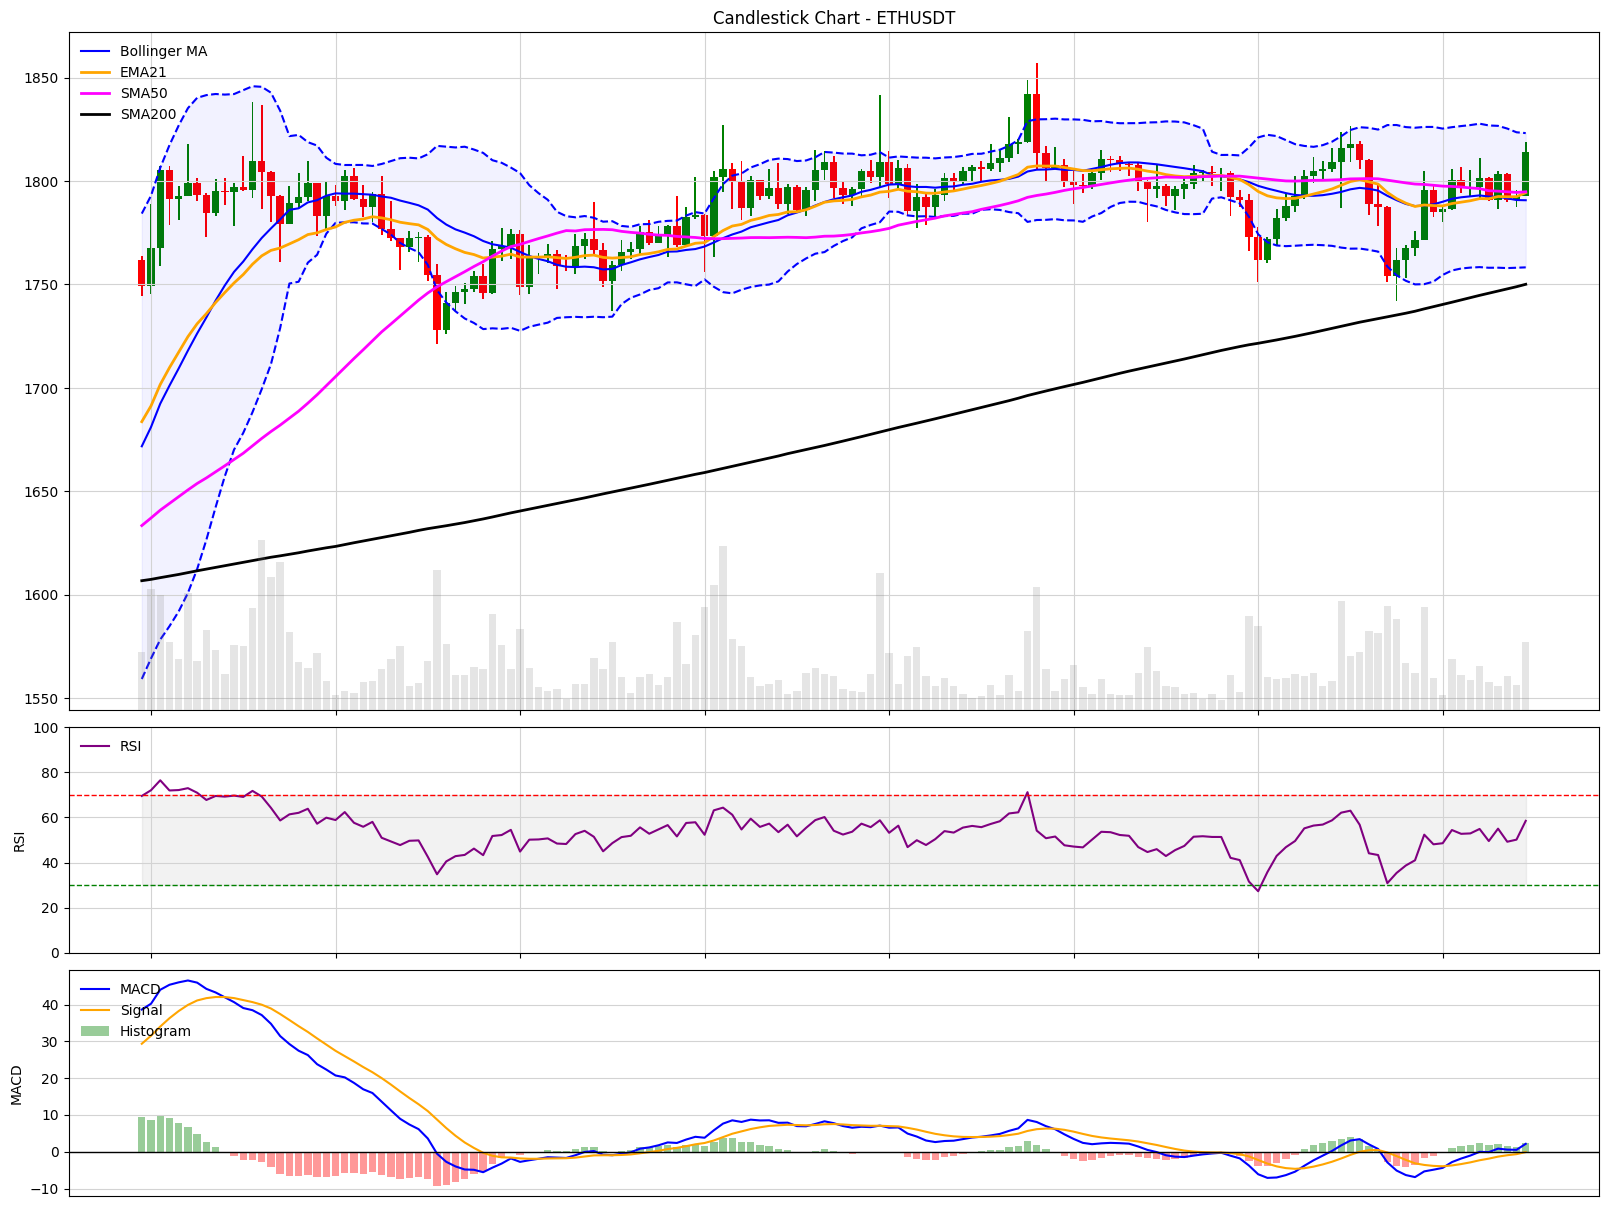 Candlestick Chart - ETHUSDT
Bollinger MA
EMA21
SMA50
SMA200
1850
1800
1750
1700
1650
1600
1550
RSI
RSI
100
80
60
40
20
0
MACD
Signal
Histogram
MACD
40
30
20
10
0
−10